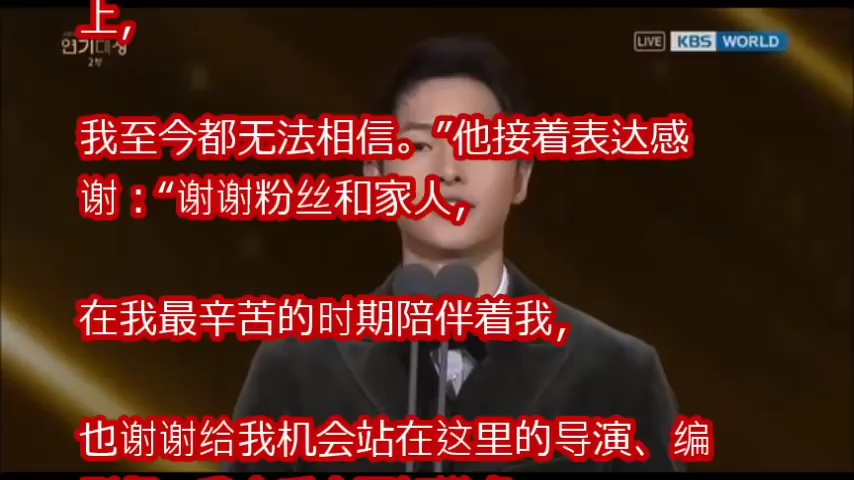 上,
연기대상
2부
LIVE KBS WORLD
我至今都无法相信。”他接着表达感
谢：“谢谢粉丝和家人,
在我最辛苦的时期陪伴着我,
也谢谢给我机会站在这里的导演、编